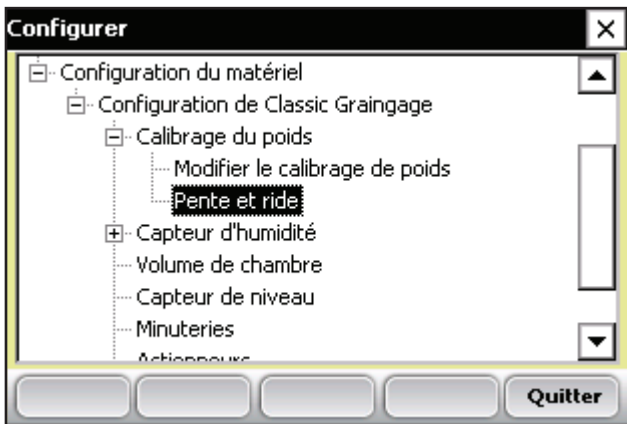 Configurer
Configuration du matériel
Configuration de Classic Graingage
Calibrage du poids
Modifier le calibrage de poids
Pente et ride
Capteur d'humidité
Volume de chambre
Capteur de niveau
Minuteries
Actionneurs
Quitter